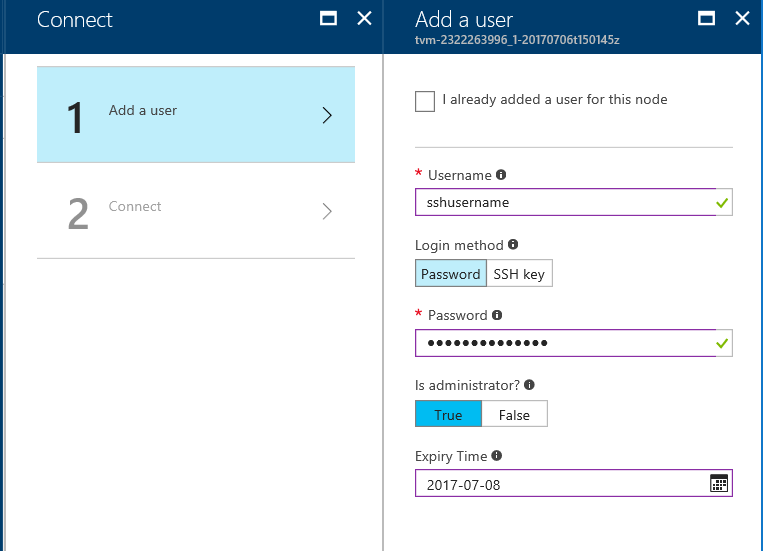 Connect
1
Add a user
2
Connect
Add a user
tvm-2322263996_1-20170706t150145z
I already added a user for this node
* Username
sshusername
Login method
Password SSH key
* Password
••••••••••••••
Is administrator?
True False
Expiry Time
2017-07-08